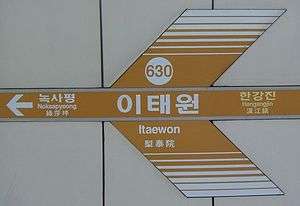 630
녹사평
Noksapyeong
綠莎坪
이태원
Itaewon
梨泰院
한강진
Hangangjin
漢江鎭